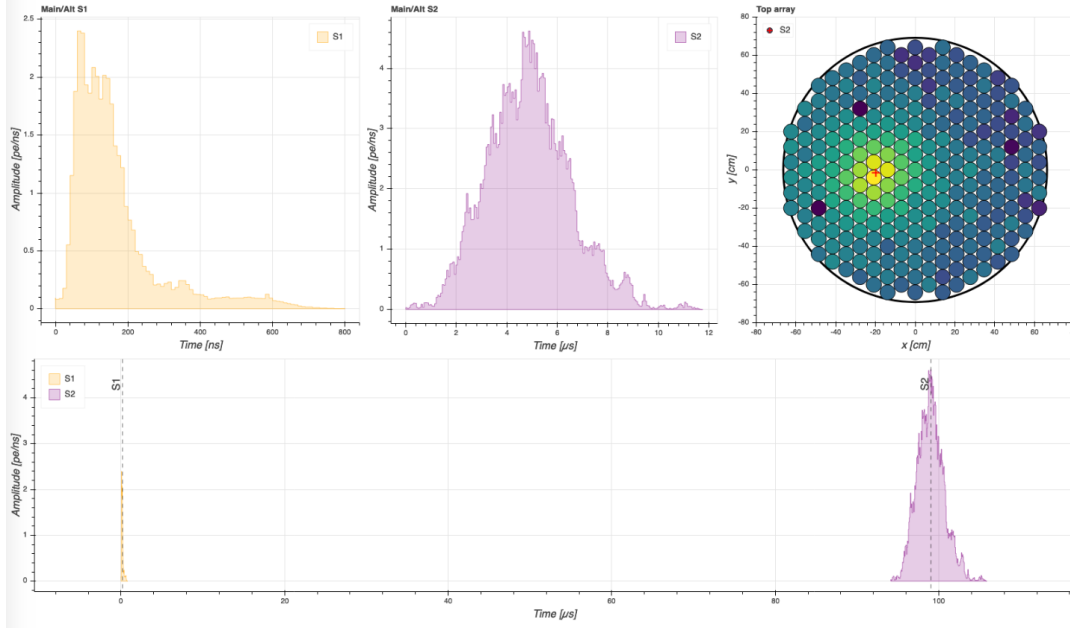 Main/Alt S1
2.5
2
1.5
1
0.5
0
0
200
400
600
800
Amplitude [pe/ns]
Time [ns]
S1
Main/Alt S2
4
3
2
1
0
0
2
4
6
8
10
12
Amplitude [pe/ns]
Time [µs]
S2
Top array
80
60
40
20
0
-20
-40
-60
-80
-80
-60
-40
-20
0
20
40
60
y [cm]
x [cm]
S2
S1
S2
4
3
2
1
0
0
20
40
60
80
100
Amplitude [pe/ns]
Time [µs]
S1
S2